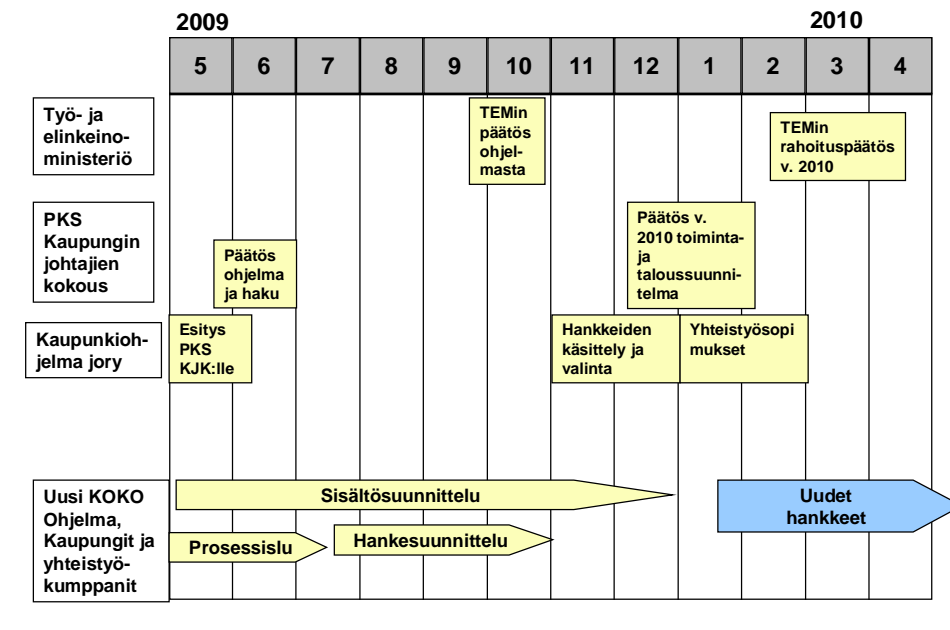 2009
2010
5 6 7 8 9 10 11 12 1 2 3 4
Työ- ja
elinkeino-
ministeriö
TEMin
päätös
ohjel-
masta
TEMin
rahoituspäätös
v. 2010
PKS
Kaupungin
johtajien
kokous
Päätös
ohjelma
ja haku
Päätös v.
2010 toiminta-
ja
taloussuunni-
telma
Kaupunkioh-
jelma jory
Esitys
PKS
KJK:lle
Hankkeiden
käsittely ja
valinta
Yhteistyösopi
mukset
Uusi KOKO
Ohjelma,
Kaupungit ja
yhteistyö-
kumppanit
Sisältösuunnittelu
Prosessislu
Hankesuunnittelu
Uudet
hankkeet